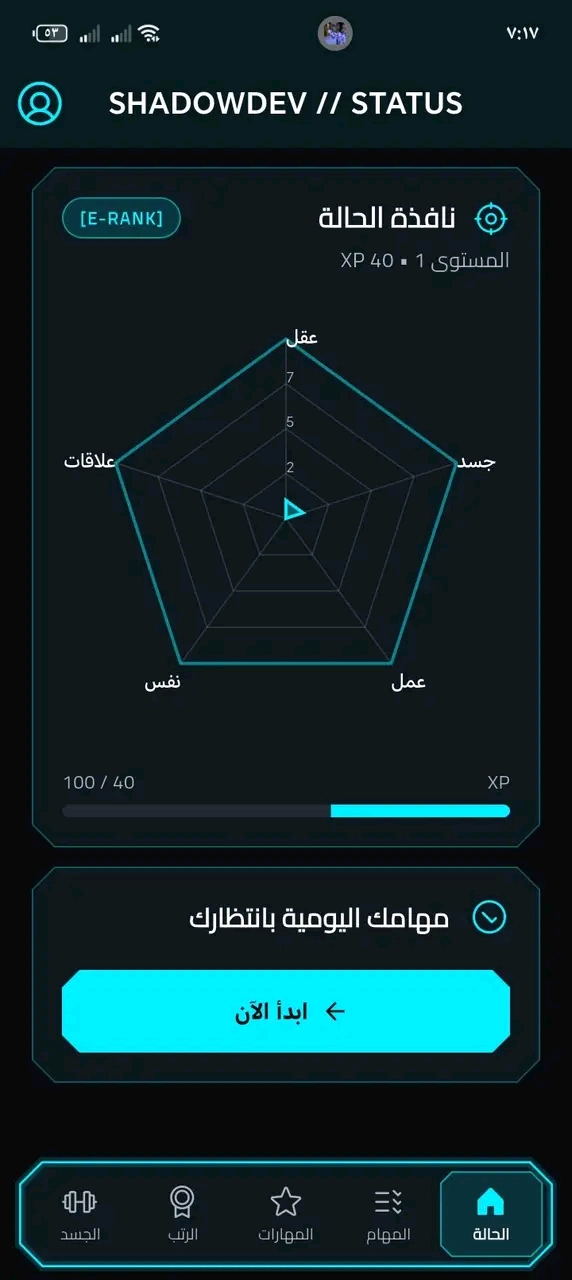 ٥٣
٧:١٧
SHADOWDEV // STATUS
نافذة الحالة
[E-RANK]
المستوى 1 • 40 XP
عقل
7
5
2
علاقات
جسد
نفس
عمل
XP
40 / 100
مهامك اليومية بانتظارك
ابدأ الآن
الحالة
المهام
المهارات
الرتب
الجسد